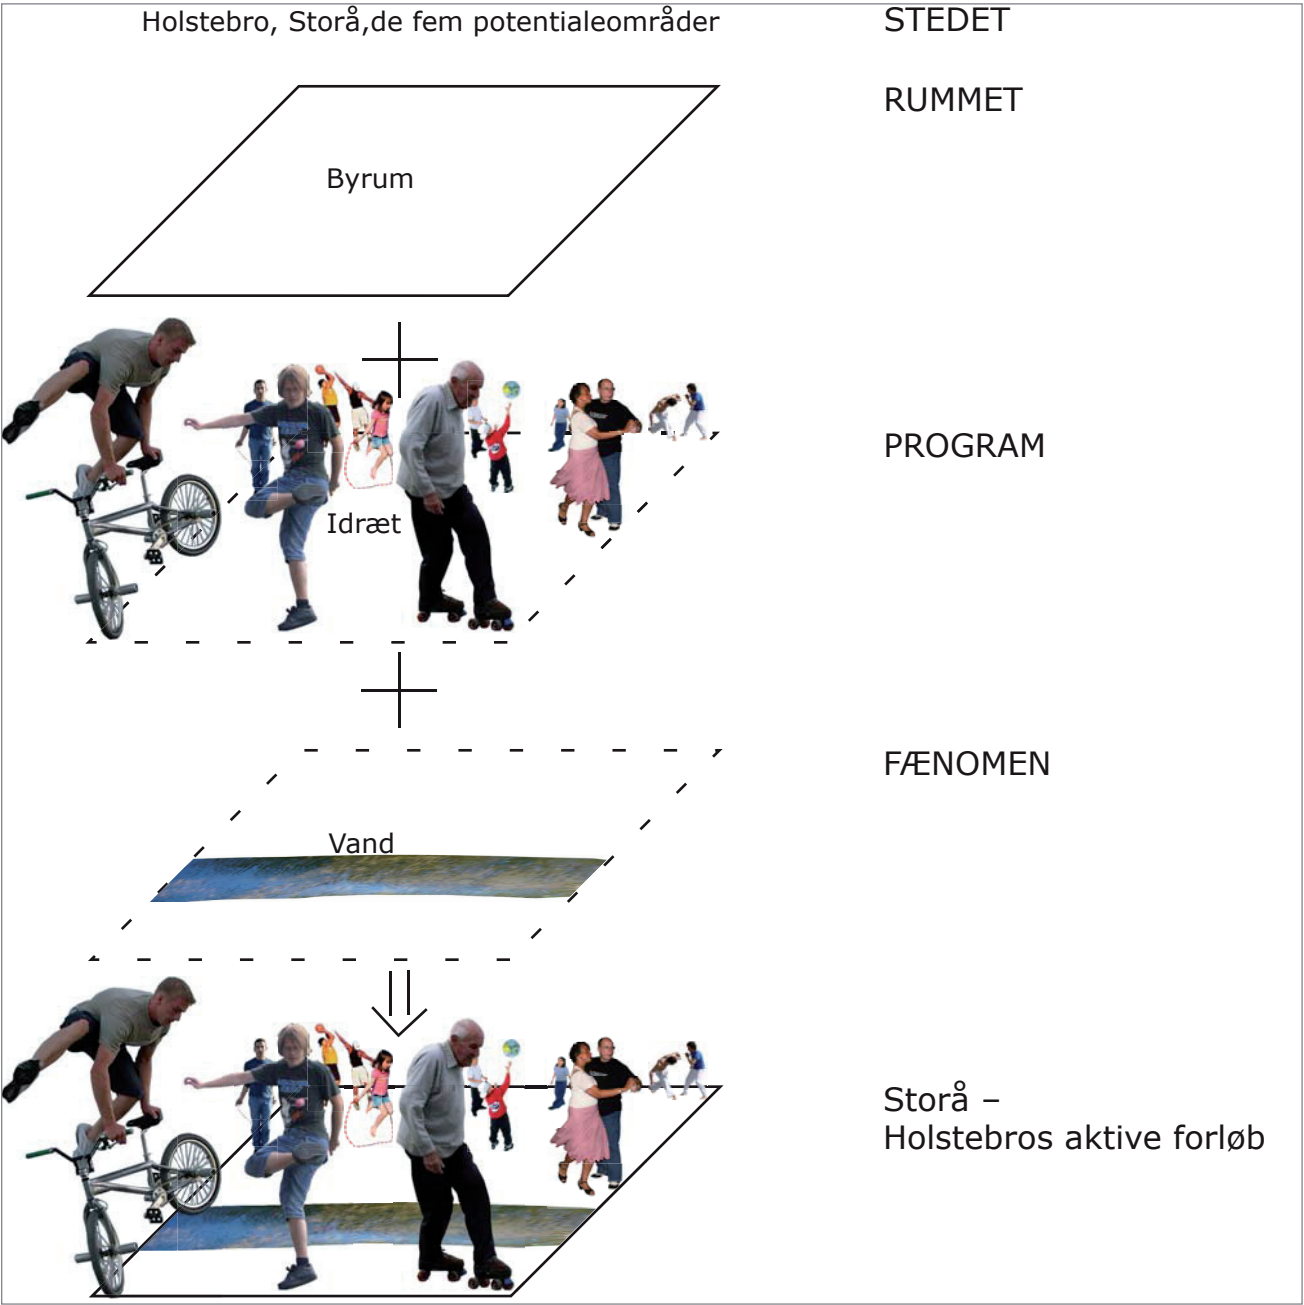 Holstebro, Storå,de fem potentialeområder
STEDET
RUMMET
Byrum
PROGRAM
Idræt
FÆNOMEN
Vand
Storå –
Holstebros aktive forløb